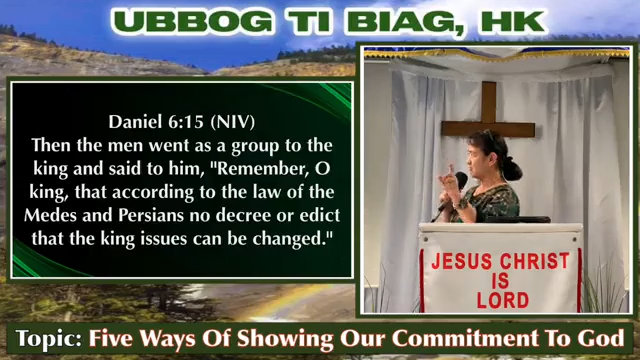 UBBOG TI BIAG, HK
Daniel 6:15 (NIV)
Then the men went as a group to the
king and said to him, "Remember, O
king, that according to the law of the
Medes and Persians no decree or edict
that the king issues can be changed."
JESUS CHRIST
IS
LORD
Topic: Five Ways Of Showing Our Commitment To God